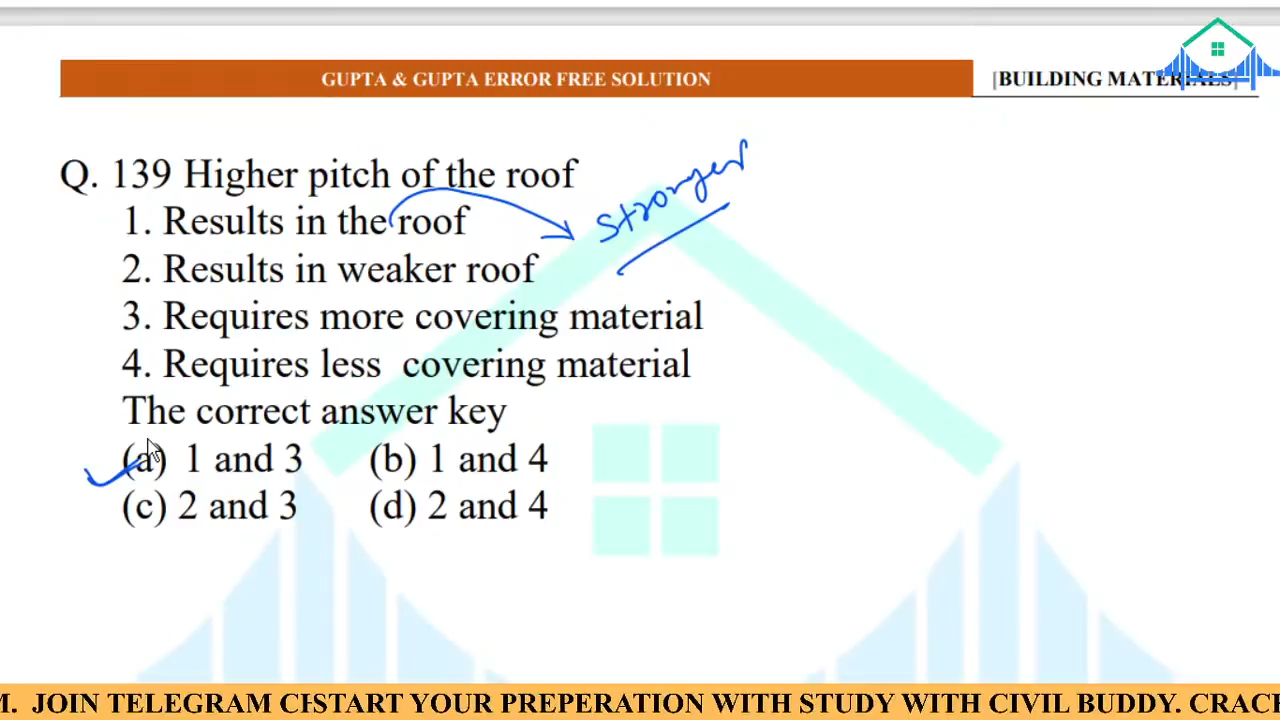 GUPTA & GUPTA ERROR FREE SOLUTION
|BUILDING MATERIALS|
Q. 139 Higher pitch of the roof
1. Results in the roof
stronger
2. Results in weaker roof
3. Requires more covering material
4. Requires less covering material
The correct answer key
(a) 1 and 3 (b) 1 and 4
(c) 2 and 3 (d) 2 and 4
M. JOIN TELEGRAM CHSTART YOUR PREPERATION WITH STUDY WITH CIVIL BUDDY. CRACK